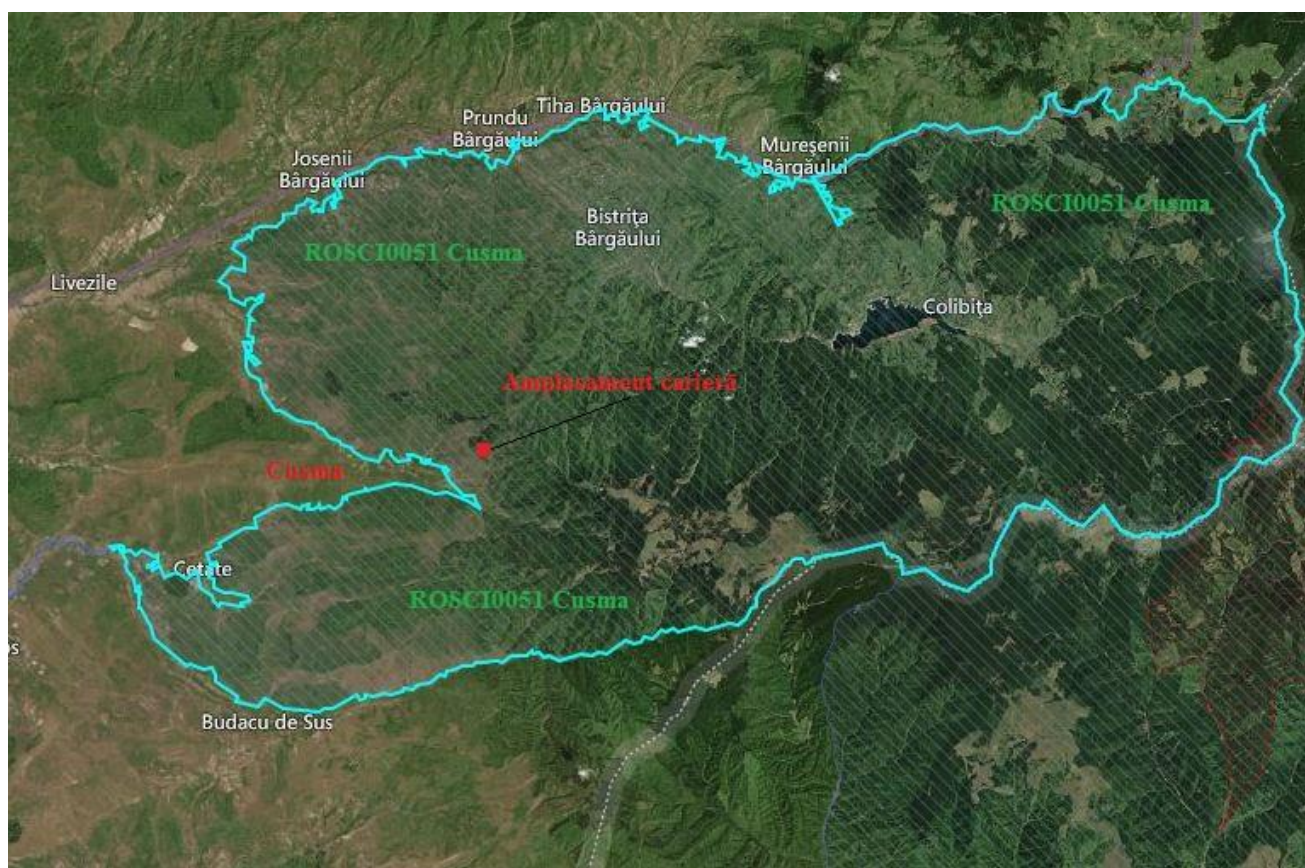 Tiha Bârgăului
Prundu
Bârgăului
Mureşenii
Bârgăului
Josenii
Bârgăului
ROSCI0051 Cusma
Bistriţa
Bârgăului
ROSCI0051 Cusma
Livezile
Colibiţa
Amplasament carieră
Cusma
Cetate
ROSCI0051 Cusma
Budacu de Sus